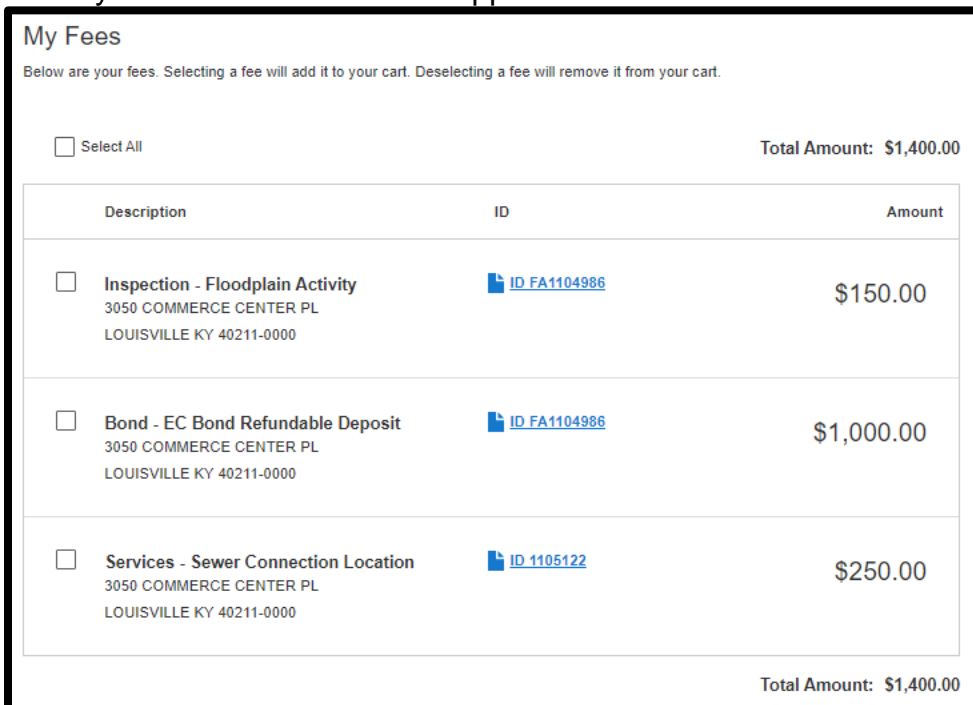 My Fees
Below are your fees. Selecting a fee will add it to your cart. Deselecting a fee will remove it from your cart.
Select All
Total Amount: $1,400.00
Description ID Amount
Inspection - Floodplain Activity ID FA1104986 $150.00
3050 COMMERCE CENTER PL
LOUISVILLE KY 40211-0000
Bond - EC Bond Refundable Deposit ID FA1104986 $1,000.00
3050 COMMERCE CENTER PL
LOUISVILLE KY 40211-0000
Services - Sewer Connection Location ID 1105122 $250.00
3050 COMMERCE CENTER PL
LOUISVILLE KY 40211-0000
Total Amount: $1,400.00